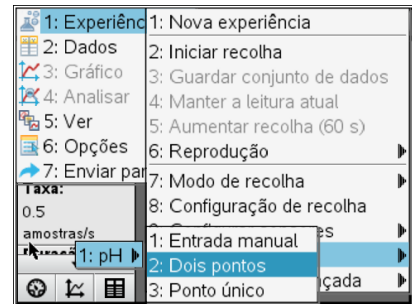 1: Experiênc
2: Dados
3: Gráfico
4: Analisar
5: Ver
6: Opções
7: Enviar par
1: Nova experiência
2: Iniciar recolha
3: Guardar conjunto de dados
4: Manter a leitura atual
5: Aumentar recolha (60 s)
6: Reprodução
7: Modo de recolha
8: Configuração de recolha
Taxa:
0.5
amostras/s
1: pH
1: Entrada manual
2: Dois pontos
3: Ponto único